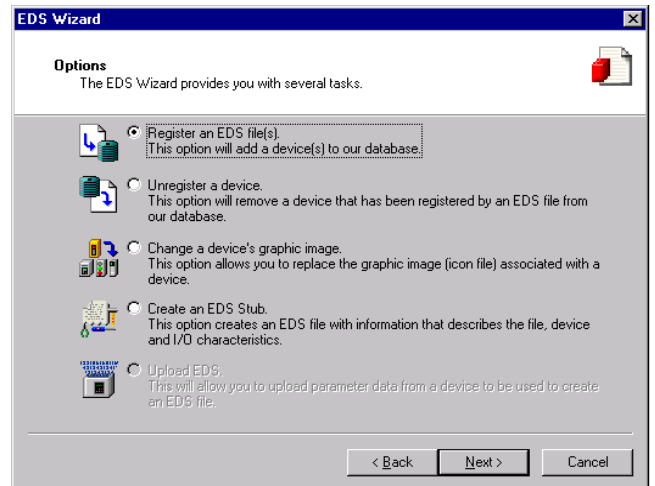 EDS Wizard
Options
The EDS Wizard provides you with several tasks.
Register an EDS file(s).
This option will add a device(s) to our database.
Unregister a device.
This option will remove a device that has been registered by an EDS file from
our database.
Change a device's graphic image.
This option allows you to replace the graphic image (icon file) associated with a
device.
Create an EDS Stub.
This option creates an EDS file with information that describes the file, device
and I/O characteristics.
Upload EDS.
This will allow you to upload parameter data from a device to be used to create
an EDS file.
< Back Next > Cancel